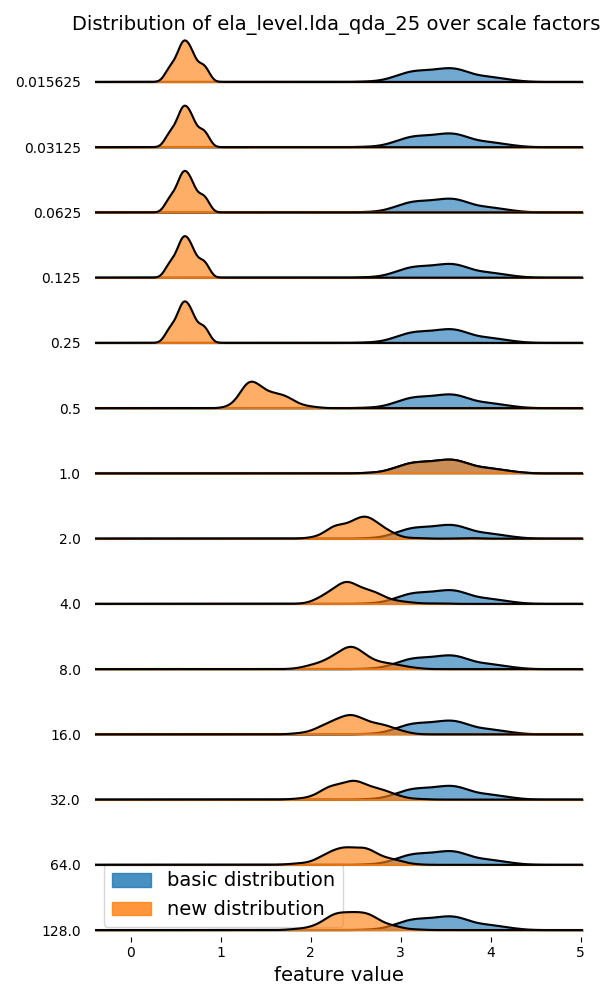 Distribution of ela_level.lda_qda_25 over scale factors
0.015625
0.03125
0.0625
0.125
0.25
0.5
1.0
2.0
4.0
8.0
16.0
32.0
64.0
basic distribution
new distribution
128.0
0 1 2 3 4 5
feature value